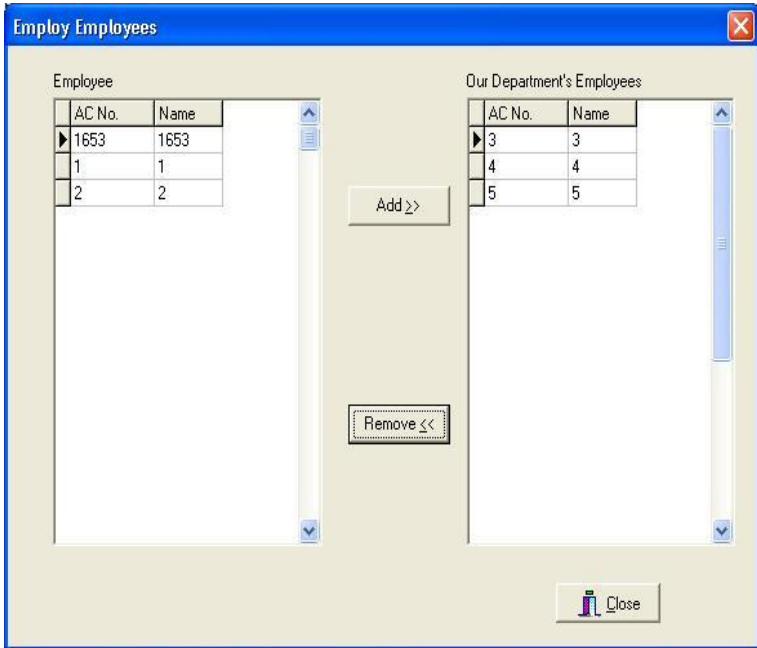 Employ Employees
Employee
AC No. Name
1653 1653
1 1
2 2
Add >>
Remove <<
Our Department's Employees
AC No. Name
3 3
4 4
5 5
Close